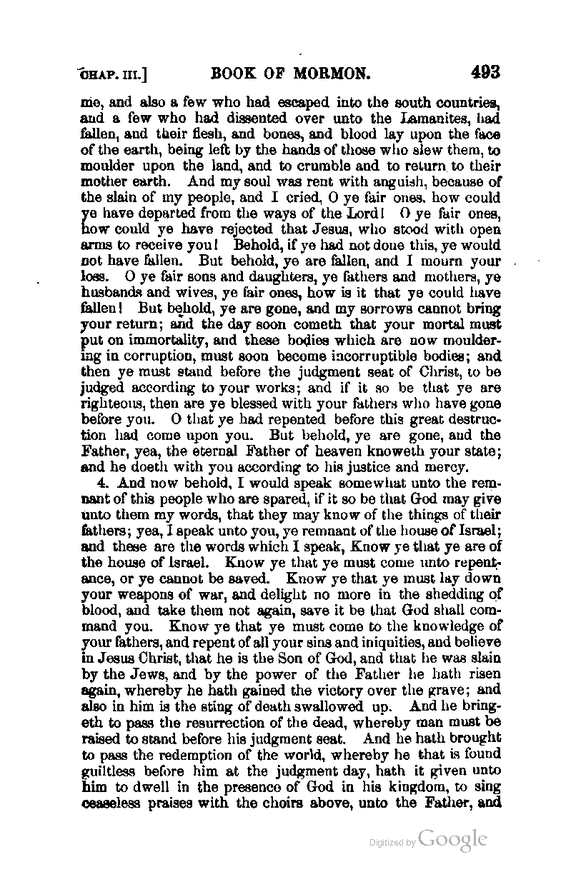 CHAP. III.] BOOK OF MORMON. 493
me, and also a few who had escaped into the south countries,
and a few who had dissented over unto the Lamanites, had
fallen, and their flesh, and bones, and blood lay upon the face
of the earth, being left by the hands of those who slew them, to
moulder upon the land, and to crumble and to return to their
mother earth. And my soul was rent with anguish, because of
the slain of my people, and I cried, O ye fair ones, how could
ye have departed from the ways of the Lord! O ye fair ones,
how could ye have rejected that Jesus, who stood with open
arms to receive you! Behold, if ye had not done this, ye would
not have fallen. But behold, ye are fallen, and I mourn your
loss. O ye fair sons and daughters, ye fathers and mothers, ye
husbands and wives, ye fair ones, how is it that ye could have
fallen! But behold, ye are gone, and my sorrows cannot bring
your return; and the day soon cometh that your mortal must
put on immortality, and these bodies which are now moulder-
ing in corruption, must soon become incorruptible bodies; and
then ye must stand before the judgment seat of Christ, to be
judged according to your works; and if it so be that ye are
righteous, then are ye blessed with your fathers who have gone
before you. O that ye had repented before this great destruc-
tion had come upon you. But behold, ye are gone, and the
Father, yea, the eternal Father of heaven knoweth your state;
and he doeth with you according to his justice and mercy.
4. And now behold, I would speak somewhat unto the rem-
nant of this people who are spared, if it so be that God may give
unto them my words, that they may know of the things of their
fathers; yea, I speak unto you, ye remnant of the house of Israel;
and these are the words which I speak, Know ye that ye are of
the house of Israel. Know ye that ye must come unto repent-
ance, or ye cannot be saved. Know ye that ye must lay down
your weapons of war, and delight no more in the shedding of
blood, and take them not again, save it be that God shall com-
mand you. Know ye that ye must come to the knowledge of
your fathers, and repent of all your sins and iniquities, and believe
in Jesus Christ, that he is the Son of God, and that he was slain
by the Jews, and by the power of the Father he hath risen
again, whereby he hath gained the victory over the grave; and
also in him is the sting of death swallowed up. And he bring-
eth to pass the resurrection of the dead, whereby man must be
raised to stand before his judgment seat. And he hath brought
to pass the redemption of the world, whereby he that is found
guiltless before him at the judgment day, hath it given unto
him to dwell in the presence of God in his kingdom, to sing
ceaseless praises with the choirs above, unto the Father, and
Digitized by Google